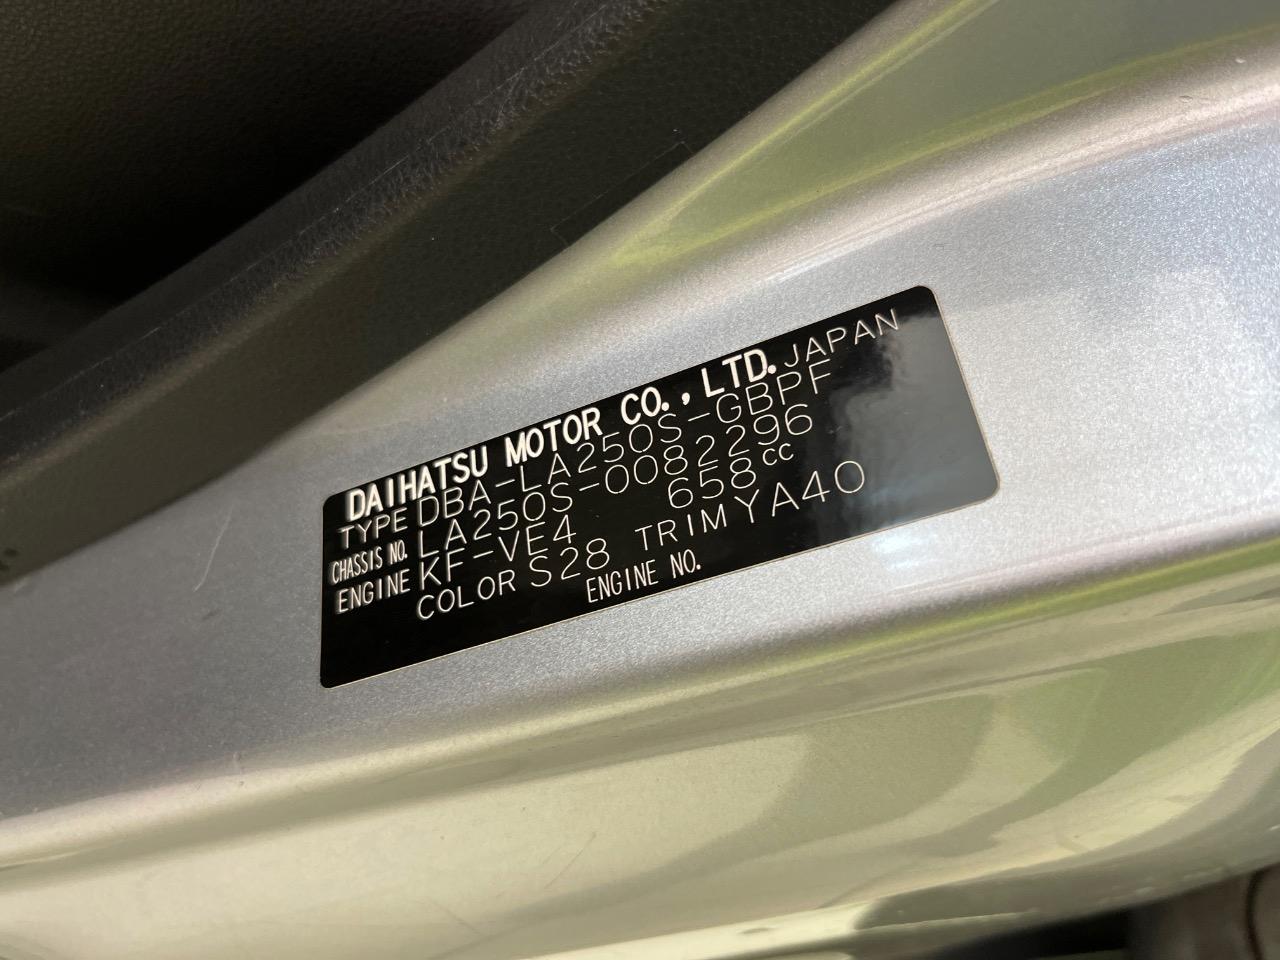 DAIHATSU MOTOR CO., LTD. JAPAN
TYPE DBA-LA250S-GBPF
CHASSIS NO. LA250S-0082296
ENGINE KF-VE4 658cc
COLOR S28 TRIM YA40
ENGINE NO.